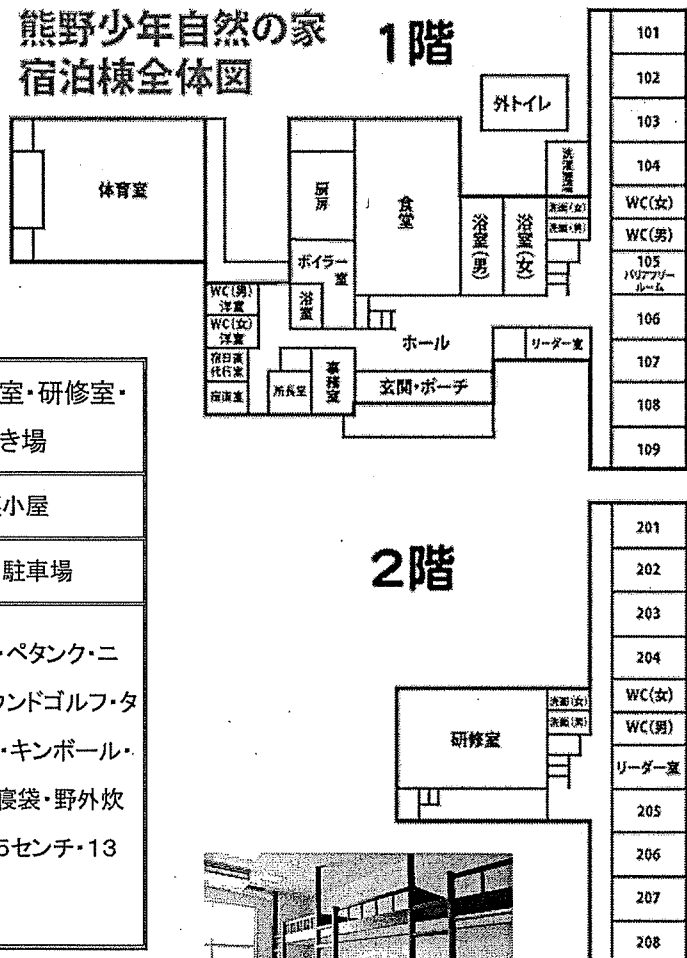 熊野少年自然の家
宿泊棟全体図
1階
101
102
103
104
WC(女)
WC(男)
105
バリアフリー
ルーム
106
107
108
109
外トイレ
体育室
厨房
食堂
浴室(男)
浴室(女)
洗面(女)
洗面(男)
ボイラー
室
浴室
WC(男)
洋室
WC(女)
洋室
宿日直
代行室
所長室
事務室
ホール
玄関・ポーチ
リーダー室
室・研修室・
き場
小屋
駐車場
・ペタンク・ニ
ウンドゴルフ・タ
・キンボール・
寝袋・野外炊
5センチ・13
2階
201
202
203
204
WC(女)
WC(男)
リーダー室
205
206
207
208
洗面(女)
洗面(男)
研修室